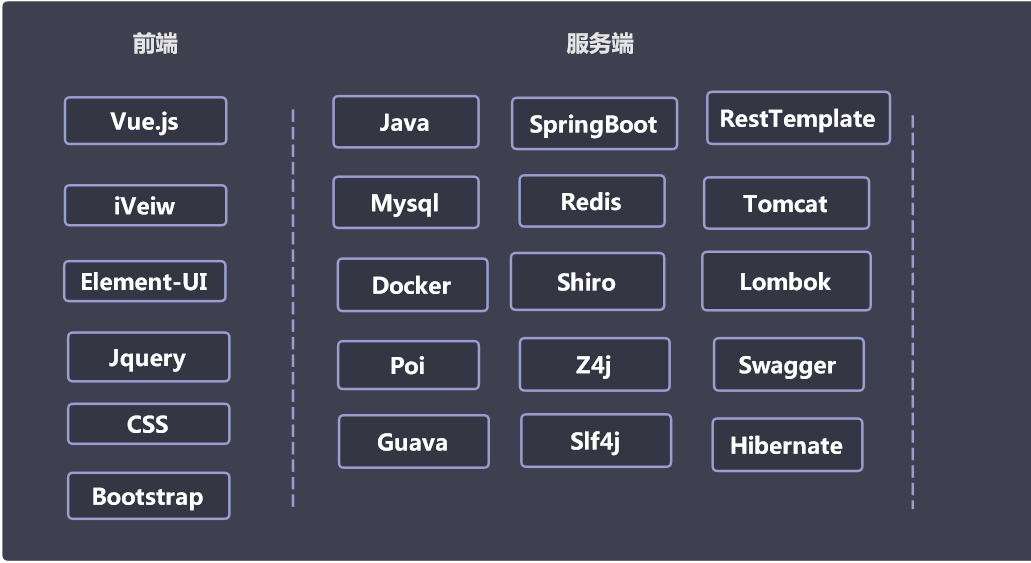 前端
服务端
Vue.js
iVeiw
Element-UI
Jquery
CSS
Bootstrap
Java
SpringBoot
RestTemplate
Mysql
Redis
Tomcat
Docker
Shiro
Lombok
Poi
Z4j
Swagger
Guava
Slf4j
Hibernate